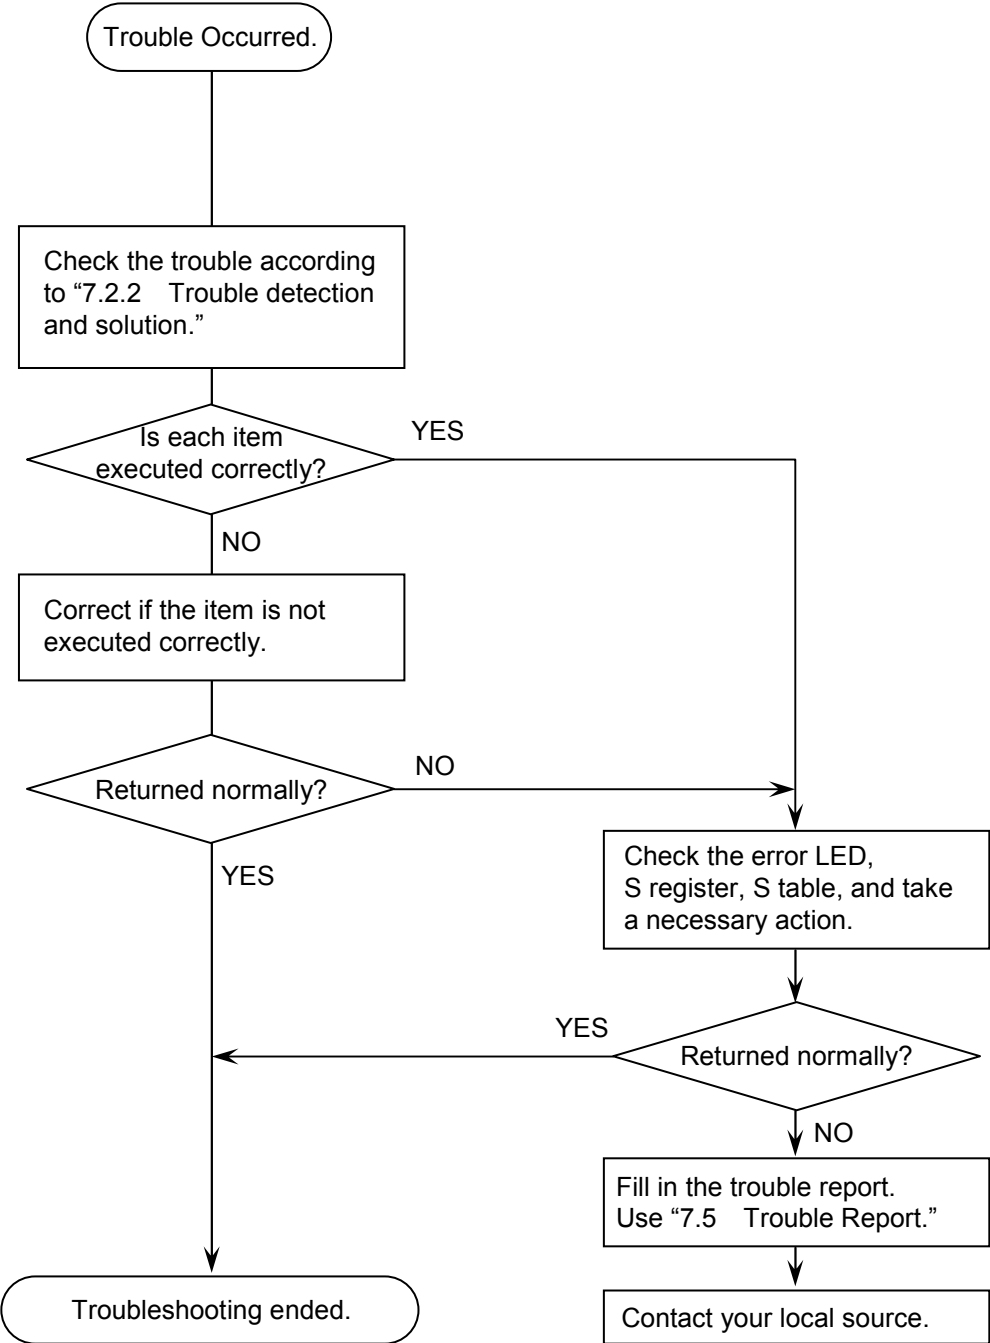 Trouble Occurred.
Check the trouble according
to “7.2.2 Trouble detection
and solution.”
Is each item
executed correctly?
YES
NO
Correct if the item is not
executed correctly.
Returned normally?
NO
YES
Check the error LED,
S register, S table, and take
a necessary action.
YES
Returned normally?
NO
Fill in the trouble report.
Use “7.5 Trouble Report.”
Troubleshooting ended.
Contact your local source.